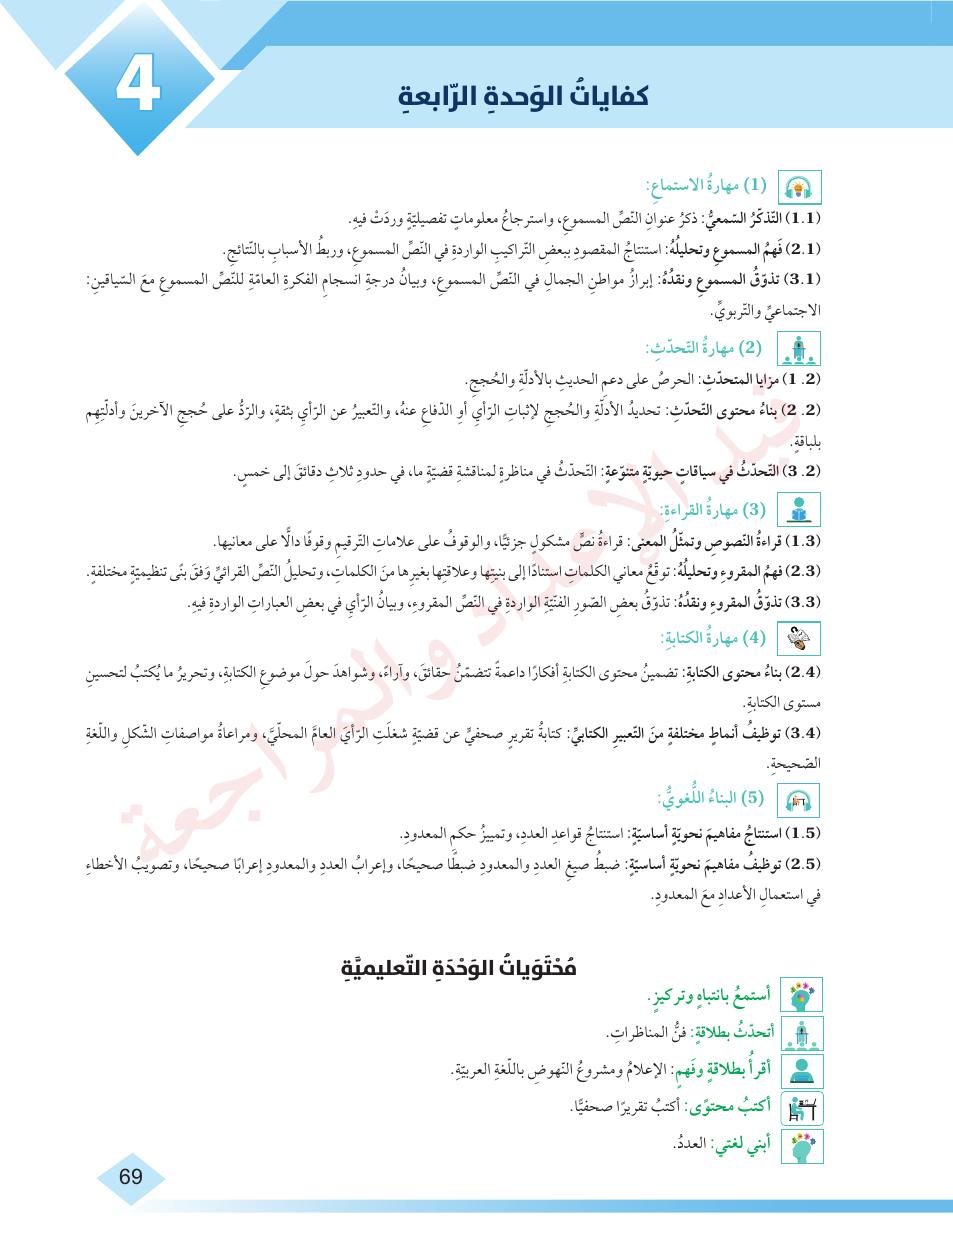 4
كفاياتُ الوَحدةِ الرّابعةِ
(1) مهارةُ الاستماعِ:
(1.1) التّذكّرُ السّمعيُّ: ذكرُ عنوانِ النّصِّ المسموعِ، واسترجاعُ معلوماتٍ تفصيليّةٍ وردَتْ فيهِ.
(2.1) فَهمُ المسموعِ وتحليلُهُ: استنتاجُ المقصودِ ببعضِ التّراكيبِ الواردةِ في النّصِّ المسموعِ، وربطُ الأسبابِ بالنّتائجِ.
(3.1) تذوّقُ المسموعِ ونقدُهُ: إبرازُ مواطنِ الجمالِ في النّصِّ المسموعِ، وبيانُ درجةِ انسجامِ الفكرةِ العامّةِ للنّصِّ المسموعِ معَ السّياقينِ:
الاجتماعيِّ والتّربويِّ.
(2) مهارةُ التّحدّثِ:
(2. 1) مزايا المتحدّثِ: الحرصُ على دعمِ الحديثِ بالأدلّةِ والحُججِ.
(2. 2) بناءُ محتوى التّحدّثِ: تحديدُ الأدلّةِ والحُججِ لإثباتِ الرّأيِ أوِ الدّفاعِ عنهُ، والتّعبيرُ عن الرّأيِ بثقةٍ، والرّدُّ على حُججِ الآخرينَ وأدلّتِهِم
بلباقةٍ.
(2. 3) التّحدّثُ في سياقاتٍ حيويّةٍ متنوّعةٍ: التّحدّثُ في مناظرةٍ لمناقشةِ قضيّةٍ ما، في حدودِ ثلاثِ دقائقَ إلى خمسٍ.
(3) مهارةُ القراءةِ:
(1.3) قراءةُ النّصوصِ وتمثّلُ المعنى: قراءةُ نصٍّ مشكولٍ جزئيًّا، والوقوفُ على علاماتِ التّرقيمِ وقوفًا دالًّا على معانيها.
(2.3) فهمُ المقروءِ وتحليلُهُ: توقّعُ معاني الكلماتِ استنادًا إلى بنيتِها وعلاقتِها بغيرِها منَ الكلماتِ، وتحليلُ النّصِّ القرائيِّ وَفقَ بنًى تنظيميّةٍ مختلفةٍ.
(3.3) تذوّقُ المقروءِ ونقدُهُ: تذوّقُ بعضِ الصّورِ الفنّيّةِ الواردةِ في النّصِّ المقروءِ، وبيانُ الرّأيِ في بعضِ العباراتِ الواردةِ فيهِ.
(4) مهارةُ الكتابةِ:
(2.4) بناءُ محتوى الكتابةِ: تضمينُ محتوى الكتابةِ أفكارًا داعمةً تتضمّنُ حقائقَ، وآراءً، وشواهدَ حولَ موضوعِ الكتابةِ، وتحريرُ ما يُكتبُ لتحسينِ
مستوى الكتابةِ.
(3.4) توظيفُ أنماطٍ مختلفةٍ منَ التّعبيرِ الكتابيِّ: كتابةُ تقريرٍ صحفيٍّ عن قضيّةٍ شغلَتِ الرّأيَ العامَّ المحلّيَّ، ومراعاةُ مواصفاتِ الشّكلِ واللّغةِ
الصّحيحةِ.
(5) البناءُ اللُّغويُّ:
(1.5) استنتاجُ مفاهيمَ نحويّةٍ أساسيّةٍ: استنتاجُ قواعدِ العددِ، وتمييزُ حكمِ المعدودِ.
(2.5) توظيفُ مفاهيمَ نحويّةٍ أساسيّةٍ: ضبطُ صيغِ العددِ والمعدودِ ضبطًا صحيحًا، وإعرابُ العددِ والمعدودِ إعرابًا صحيحًا، وتصويبُ الأخطاءِ
في استعمالِ الأعدادِ معَ المعدودِ.
قيد الإعداد والمراجعة
مُحْتَوَياتُ الوَحْدَةِ التّعليميَّةِ
أستمعُ بانتباهٍ وتركيزٍ.
أتحدّثُ بطلاقةٍ: فنُّ المناظراتِ.
أقرأُ بطلاقةٍ وفَهمٍ: الإعلامُ ومشروعُ النّهوضِ باللّغةِ العربيّةِ.
أكتبُ محتوًى: أكتبُ تقريرًا صحفيًّا.
أبني لغتي: العددُ.
69